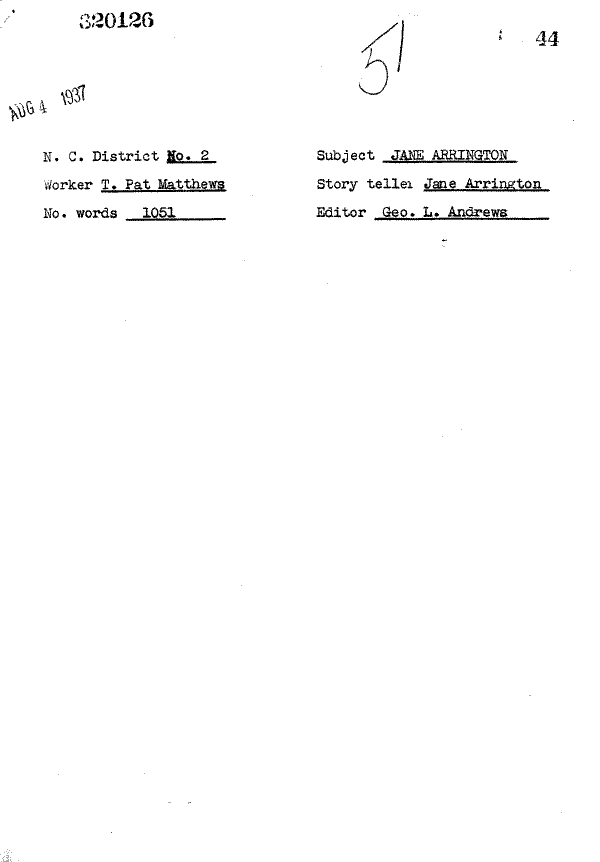 320126
51
44
AUG 4 1937
N. C. District No. 2
Worker T. Pat Matthews
No. words 1051
Subject JANE ARRINGTON
Story teller Jane Arrington
Editor Geo. L. Andrews